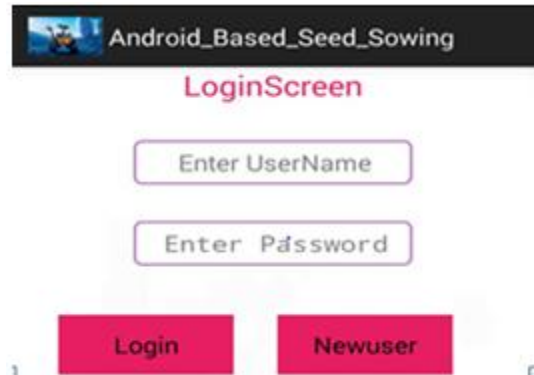 Android_Based_Seed_Sowing
LoginScreen
Enter UserName
Enter Password
Login Newuser